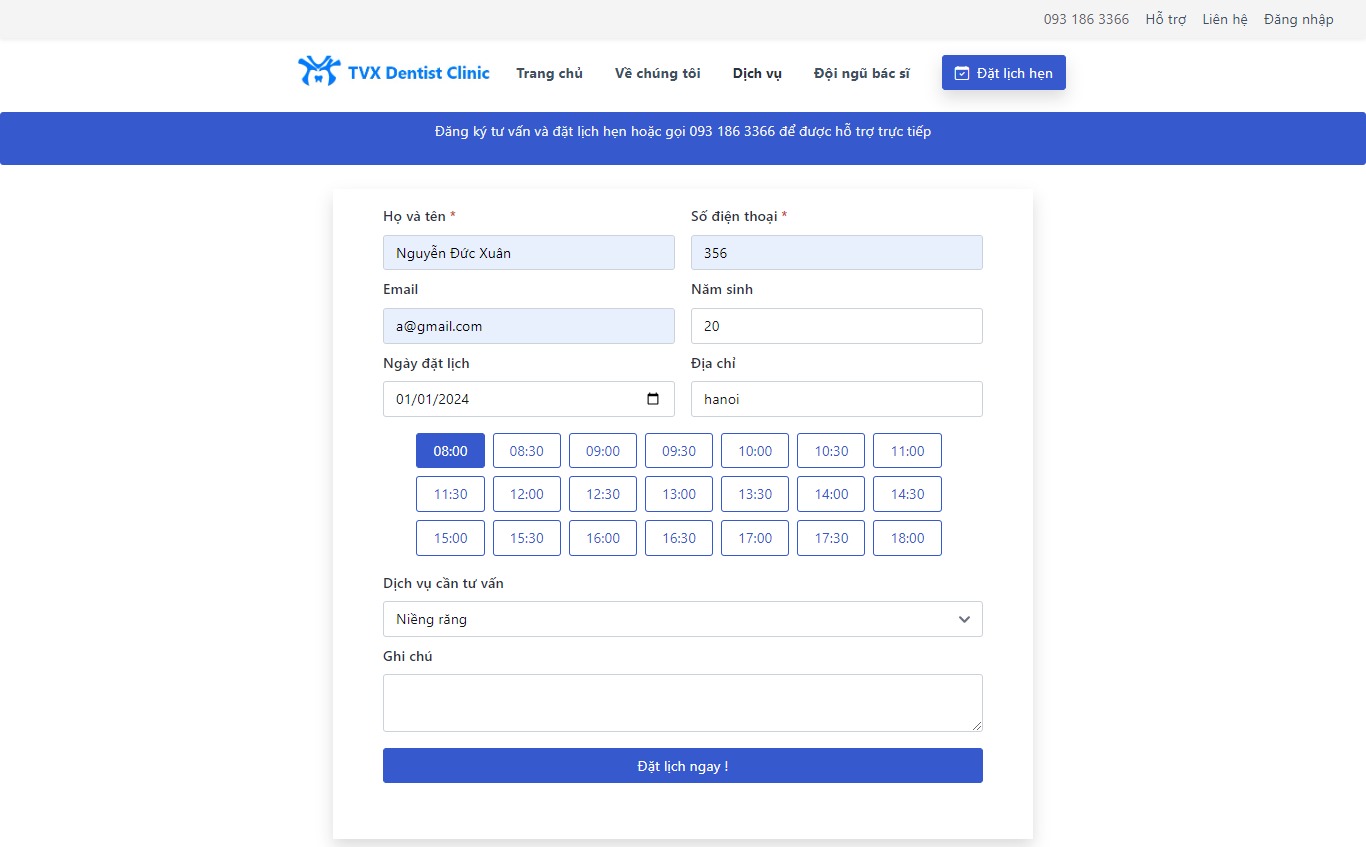 093 186 3366 Hỗ trợ Liên hệ Đăng nhập
TVX Dentist Clinic Trang chủ Về chúng tôi Dịch vụ Đội ngũ bác sĩ Đặt lịch hẹn
Đăng ký tư vấn và đặt lịch hẹn hoặc gọi 093 186 3366 để được hỗ trợ trực tiếp
Họ và tên * Số điện thoại *
Nguyễn Đức Xuân 356
Email Năm sinh
a@gmail.com 20
Ngày đặt lịch Địa chỉ
01/01/2024 hanoi
08:00 08:30 09:00 09:30 10:00 10:30 11:00
11:30 12:00 12:30 13:00 13:30 14:00 14:30
15:00 15:30 16:00 16:30 17:00 17:30 18:00
Dịch vụ cần tư vấn
Niềng răng
Ghi chú
Đặt lịch ngay !